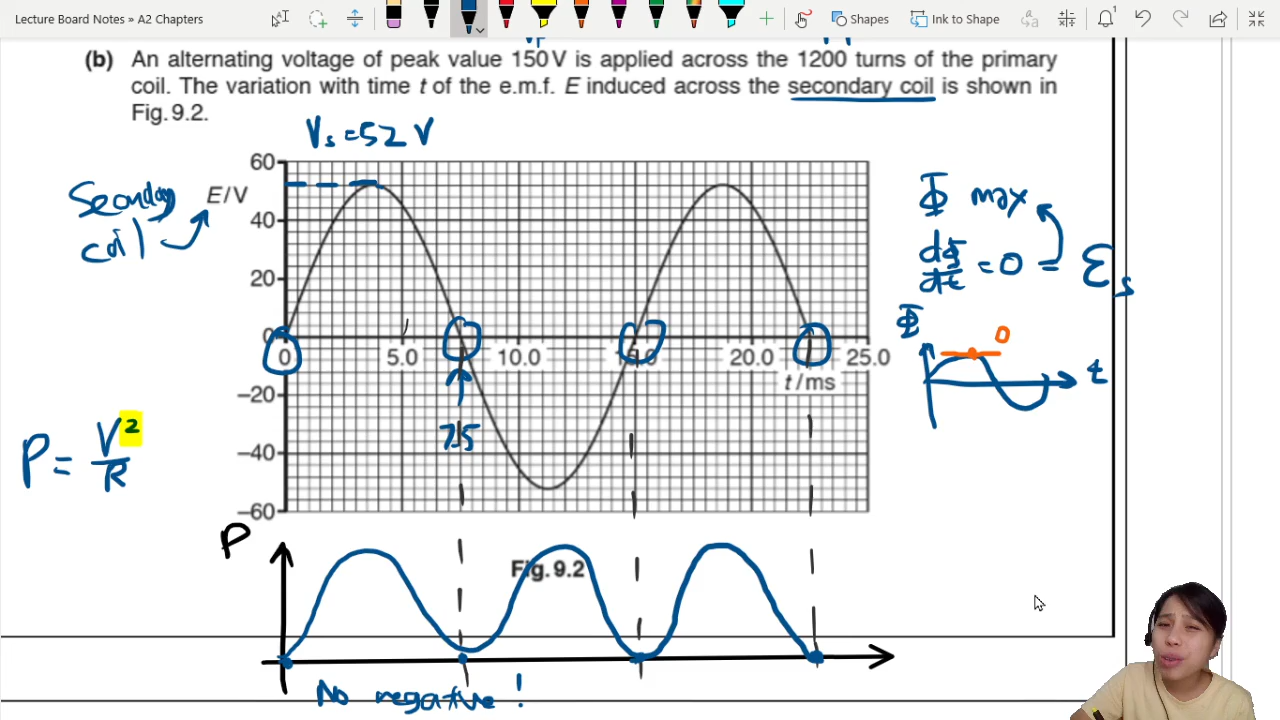 Lecture Board Notes » A2 Chapters
Shapes
Ink to Shape
(b) An alternating voltage of peak value 150 V is applied across the 1200 turns of the primary
coil. The variation with time t of the e.m.f. E induced across the secondary coil is shown in
Fig. 9.2.
Vs = 52 V
coil
E/V
60
40
20
0
-20
-40
-60
0
5.0
10.0
20.0
25.0
t/ms
7.5
P = V²/R
Φ max
dΦ/dt = 0 = Ɛs
Φ
0
t
P
Fig. 9.2
No negative!